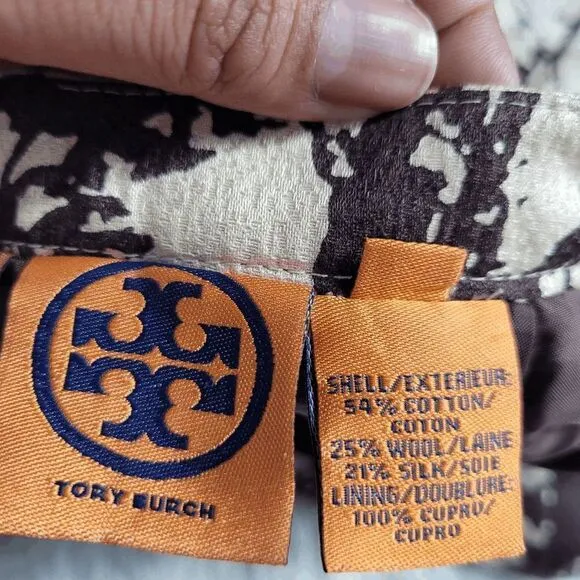 TORY BURCH
SHELL/EXTERIEUR:
54% COTTON/
COTON
25% WOOL/LAINE
21% SILK/SOIE
LINING/DOUBLURE:
100% CUPRO/
CUPRO